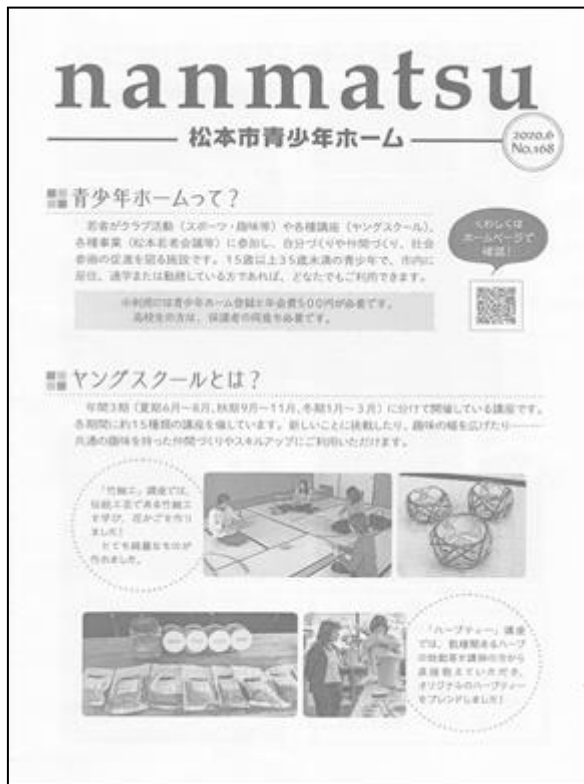 nanmatsu
松本市青少年ホーム
2020.6
No.168
青少年ホームって?
若者がクラブ活動(スポーツ・趣味等)や各種講座(ヤングスクール)、
各種事業(松本若者会議等)に参加し、自分づくりや仲間づくり、社会
参画の促進を図る施設です。15歳以上35歳未満の青少年で、市内に
居住、通学または勤務している方であれば、どなたでもご利用できます。
くわしくは
ホームページで
確認!
※利用には青少年ホーム登録と年会費500円が必要です。
高校生の方は、保護者の同意も必要です。
ヤングスクールとは?
年間3期(夏期6月~8月、秋期9月~11月、冬期1月~3月)に分けて開催している講座です。
各期間に約15種類の講座を催しています。新しいことに挑戦したり、趣味の幅を広げたり……
共通の趣味を持った仲間づくりやスキルアップにご利用いただけます。
「竹細工」講座では、
伝統工芸である竹細工
を学び、花かごを作り
ました!
とても綺麗なものが
作れました。
「ハーブティー」講座
では、数種類あるハーブ
の効能等を講師の方から
直接教えていただき、
オリジナルのハーブティー
をブレンドしました!